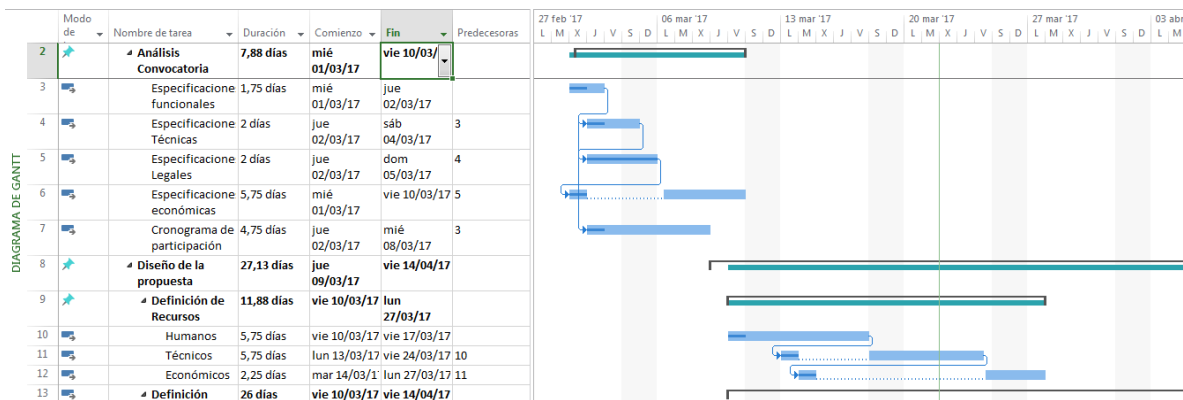 DIAGRAMA DE GANTT
Modo
de
Nombre de tarea Duración Comienzo Fin Predecesoras
27 feb '17 06 mar '17 13 mar '17 20 mar '17 27 mar '17 03 abr
L M X J V S D L M X J V S D L M X J V S D L M X J V S D L M X J V S D L M
2 Análisis 7,88 días mié vie 10/03/
Convocatoria 01/03/17
3 Especificacione 1,75 días mié jue
funcionales 01/03/17 02/03/17
4 Especificacione 2 días jue sáb 3
Técnicas 02/03/17 04/03/17
5 Especificacione 2 días jue dom 4
Legales 02/03/17 05/03/17
6 Especificacione 5,75 días mié vie 10/03/17 5
económicas 01/03/17
7 Cronograma de 4,75 días jue mié 3
participación 02/03/17 08/03/17
8 Diseño de la 27,13 días jue vie 14/04/17
propuesta 09/03/17
9 Definición de 11,88 días vie 10/03/17 lun
Recursos 27/03/17
10 Humanos 5,75 días vie 10/03/17 vie 17/03/17
11 Técnicos 5,75 días lun 13/03/17 vie 24/03/17 10
12 Económicos 2,25 días mar 14/03/1 lun 27/03/17 11
13 Definición 26 días vie 10/03/17 vie 14/04/17